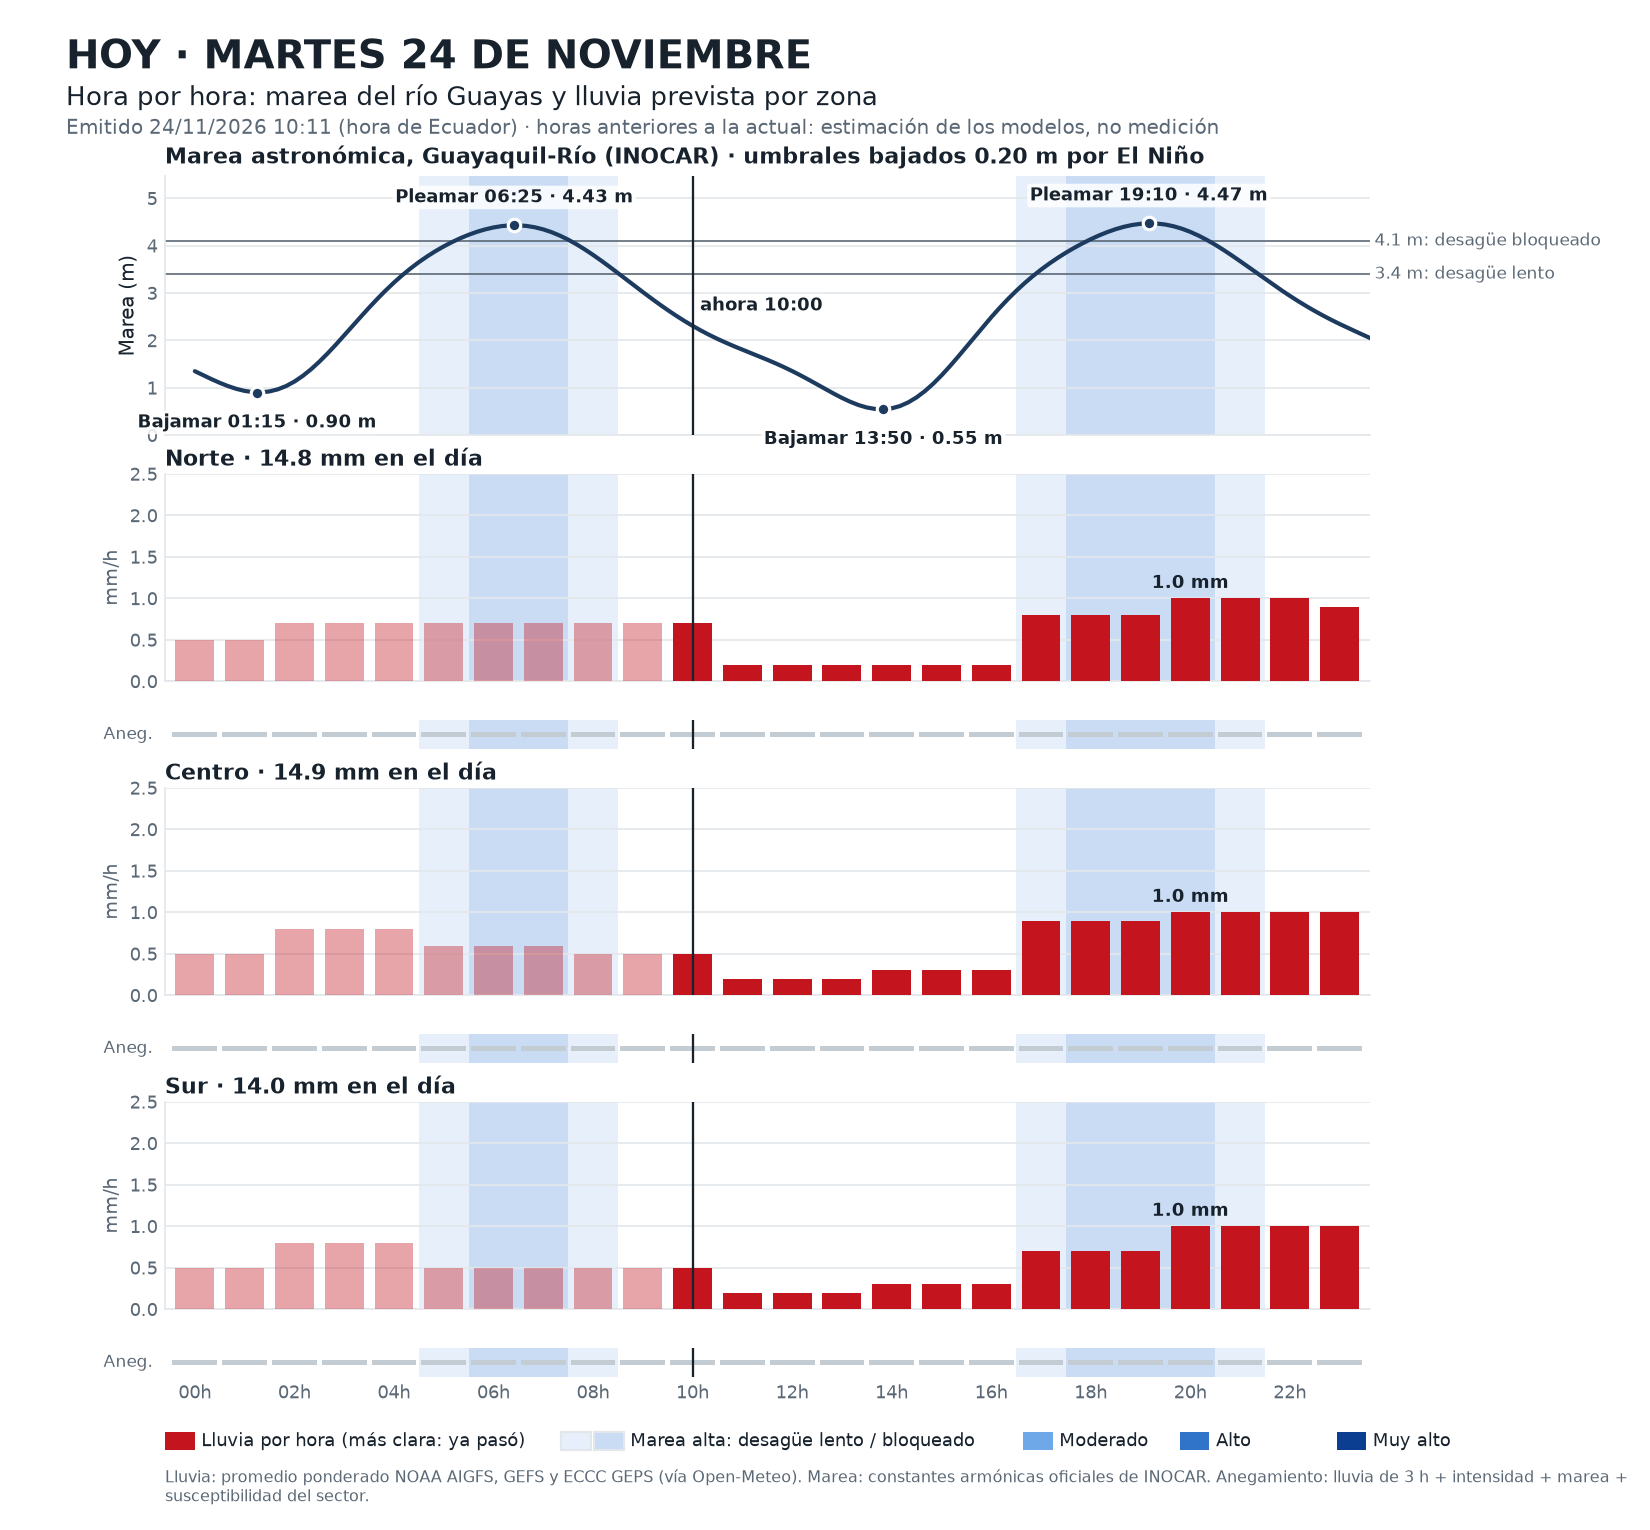 HOY · MARTES 24 DE NOVIEMBRE
Hora por hora: marea del río Guayas y lluvia prevista por zona
Emitido 24/11/2026 10:11 (hora de Ecuador) · horas anteriores a la actual: estimación de los modelos, no medición
Marea astronómica, Guayaquil-Río (INOCAR) · umbrales bajados 0.20 m por El Niño
Marea (m)
5
4
3
2
1
0
Pleamar 06:25 · 4.43 m
Pleamar 19:10 · 4.47 m
4.1 m: desagüe bloqueado
3.4 m: desagüe lento
ahora 10:00
Bajamar 01:15 · 0.90 m
Bajamar 13:50 · 0.55 m
Norte · 14.8 mm en el día
mm/h
2.5
2.0
1.5
1.0
0.5
0.0
1.0 mm
Aneg.
Centro · 14.9 mm en el día
mm/h
2.5
2.0
1.5
1.0
0.5
0.0
1.0 mm
Aneg.
Sur · 14.0 mm en el día
mm/h
2.5
2.0
1.5
1.0
0.5
0.0
1.0 mm
Aneg.
00h 02h 04h 06h 08h 10h 12h 14h 16h 18h 20h 22h
Lluvia por hora (más clara: ya pasó) Marea alta: desagüe lento / bloqueado Moderado Alto Muy alto
Lluvia: promedio ponderado NOAA AIGFS, GEFS y ECCC GEPS (vía Open-Meteo). Marea: constantes armónicas oficiales de INOCAR. Anegamiento: lluvia de 3 h + intensidad + marea +
susceptibilidad del sector.